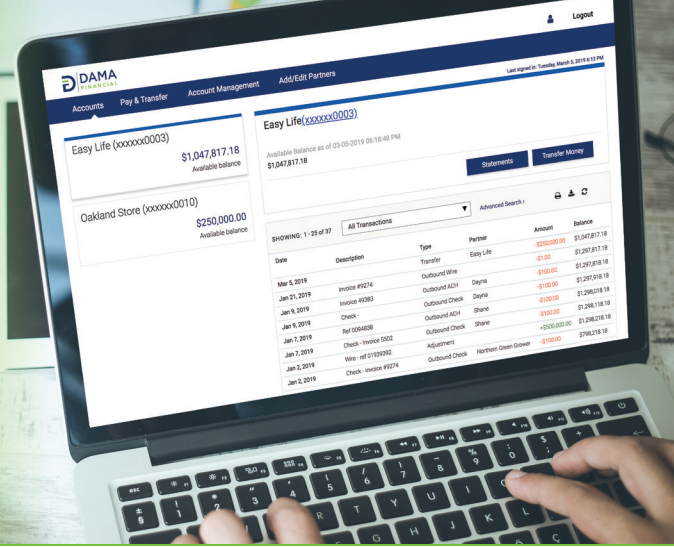 Logout
DAMA
FINANCIAL
Accounts Pay & Transfer Account Management Add/Edit Partners
Last signed in: Tuesday, March 5, 2019 6:13 PM
Easy Life (xxxxxx0003)
$1,047,817.18
Available balance
Oakland Store (xxxxxx0010)
$250,000.00
Available balance
Easy Life(xxxxxx0003)
Available Balance as of 03-05-2019 06:18:48 PM
$1,047,817.18
Statements Transfer Money
SHOWING: 1 - 25 of 37 All Transactions Advanced Search ›
Date Description Type Partner Amount Balance
Mar 5, 2019 Transfer Easy Life -$250,000.00 $1,047,817.18
Jan 21, 2019 Invoice #9274 Outbound Wire -$1.00 $1,297,817.18
Jan 9, 2019 Invoice 49383 Outbound ACH Dayna -$100.00 $1,297,818.18
Jan 9, 2019 Check - Outbound Check Dayna -$100.00 $1,297,918.18
Jan 7, 2019 Ref 0094838 Outbound ACH Shane -$100.00 $1,298,018.18
Jan 7, 2019 Check - Invoice 5502 Outbound Check Shane -$100.00 $1,298,118.18
Jan 2, 2019 Wire - ref 01939392 Adjustment +$500,000.00 $1,298,218.18
Jan 2, 2019 Check - Invoice #9274 Outbound Check Northern Green Grower -$100.00 $798,218.18
esc
! " * 3 4 5 / 7 8 % 9 : 0 $ ; + =
R T Y U I
G H J K L Ö Ç